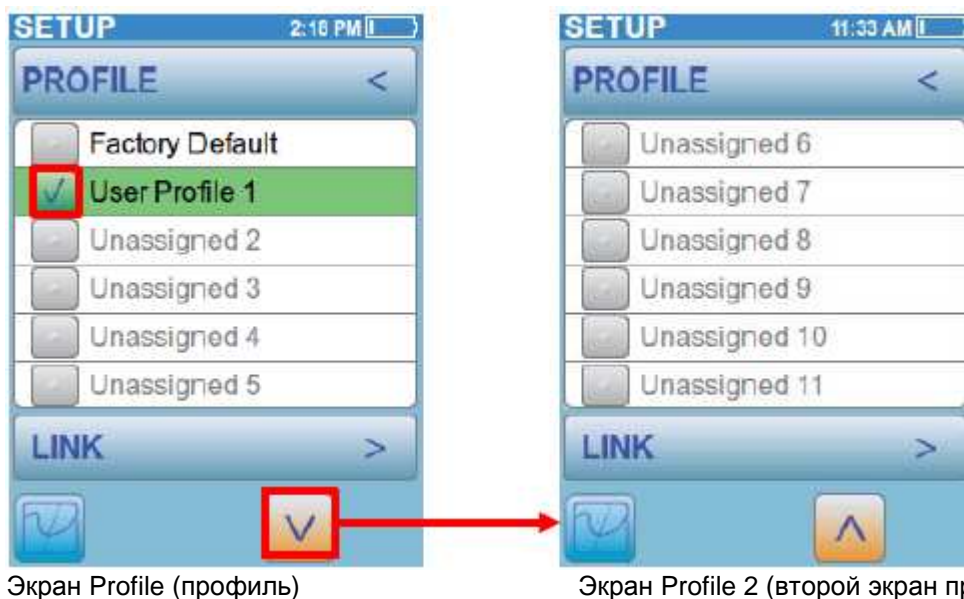 SETUP 2:16 PM
PROFILE <
Factory Default
User Profile 1
Unassigned 2
Unassigned 3
Unassigned 4
Unassigned 5
LINK >
Экран Profile (профиль)
SETUP 11:33 AM
PROFILE <
Unassigned 6
Unassigned 7
Unassigned 8
Unassigned 9
Unassigned 10
Unassigned 11
LINK >
Экран Profile 2 (второй экран